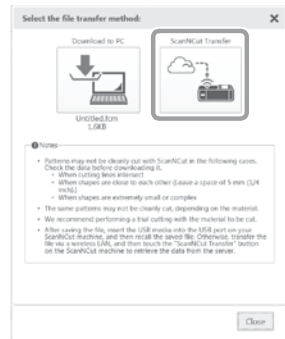 Select the file transfer method:
Download to PC
ScanNCut Transfer
Untitled.fcm
1.6KB
Notes
• Patterns may not be cleanly cut with ScanNCut in the following cases.
Check the data before downloading it.
• When cutting lines intersect
• When shapes are close to each other (Leave a space of 5 mm (1/4
inch).)
• When shapes are extremely small or complex
• The same patterns may not be cleanly cut, depending on the material.
• We recommend performing a trial cutting with the material to be cut.
• After saving the file, insert the USB media into the USB port on your
ScanNCut machine, and then recall the saved file. Otherwise, transfer the
file via a wireless LAN, and then touch the "ScanNCut Transfer" button
on the ScanNCut machine to retrieve the data from the server.
Close